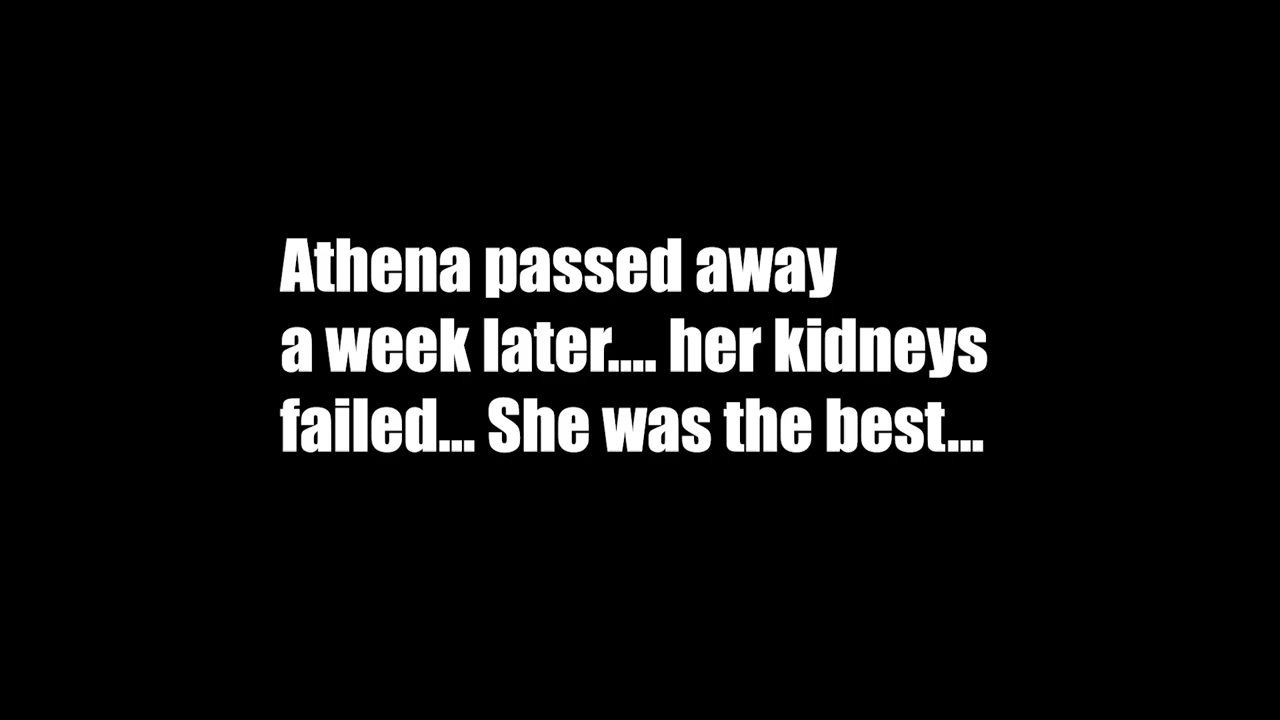 Athena passed away
a week later.... her kidneys
failed... She was the best...